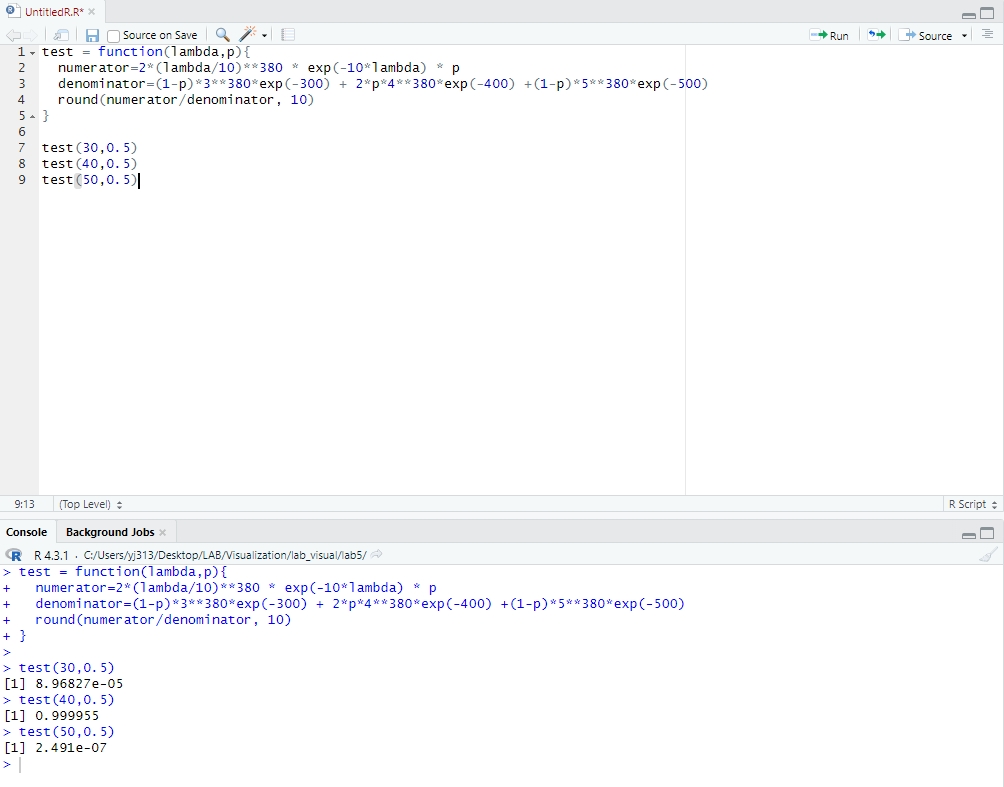 UntitledR.R*
Source on Save
Run
Source
1 test = function(lambda,p){
2   numerator=2*(lambda/10)**380 * exp(-10*lambda) * p
3   denominator=(1-p)*3**380*exp(-300) + 2*p*4**380*exp(-400) +(1-p)*5**380*exp(-500)
4   round(numerator/denominator, 10)
5 }
6
7 test(30,0.5)
8 test(40,0.5)
9 test(50,0.5)
9:13 (Top Level) R Script
Console Background Jobs
R 4.3.1 · C:/Users/yj313/Desktop/LAB/Visualization/lab_visual/lab5/
> test = function(lambda,p){
+   numerator=2*(lambda/10)**380 * exp(-10*lambda) * p
+   denominator=(1-p)*3**380*exp(-300) + 2*p*4**380*exp(-400) +(1-p)*5**380*exp(-500)
+   round(numerator/denominator, 10)
+ }
>
> test(30,0.5)
[1] 8.96827e-05
> test(40,0.5)
[1] 0.999955
> test(50,0.5)
[1] 2.491e-07
>